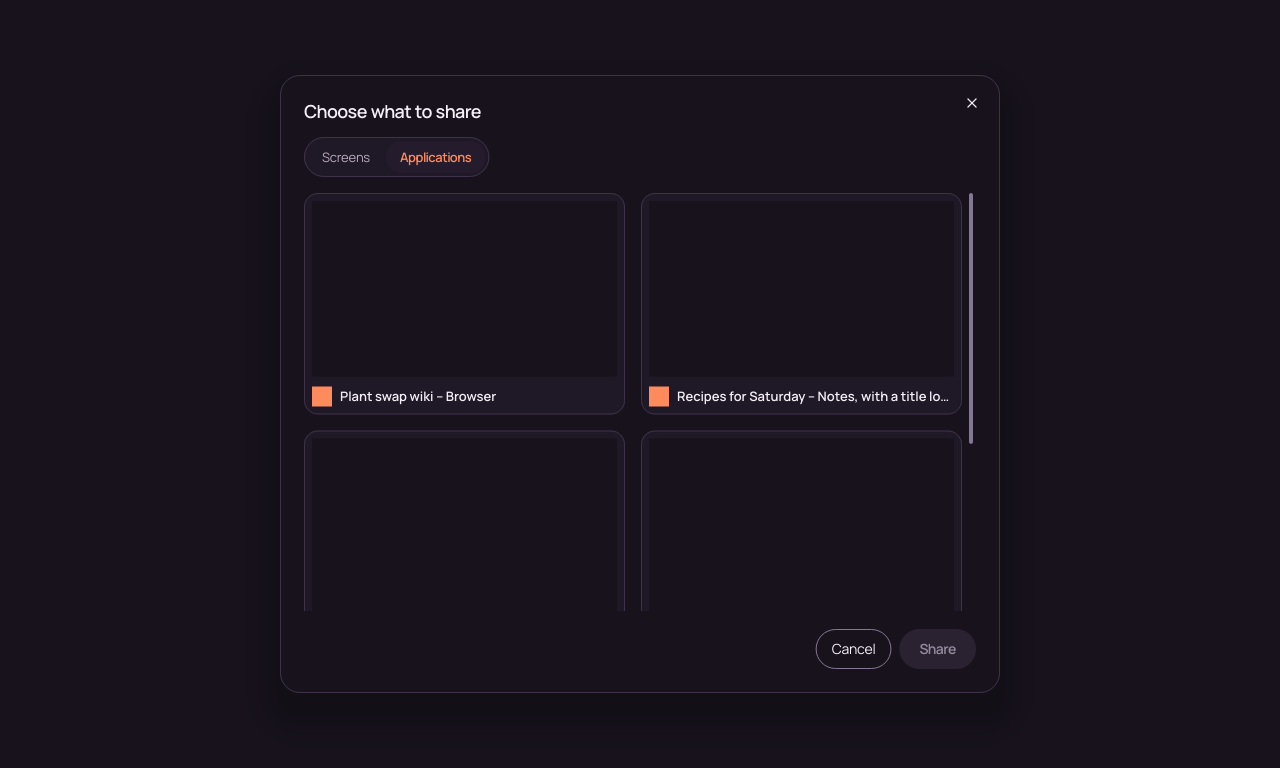 Choose what to share
Screens
Applications
Plant swap wiki – Browser
Recipes for Saturday – Notes, with a title lo…
Cancel
Share